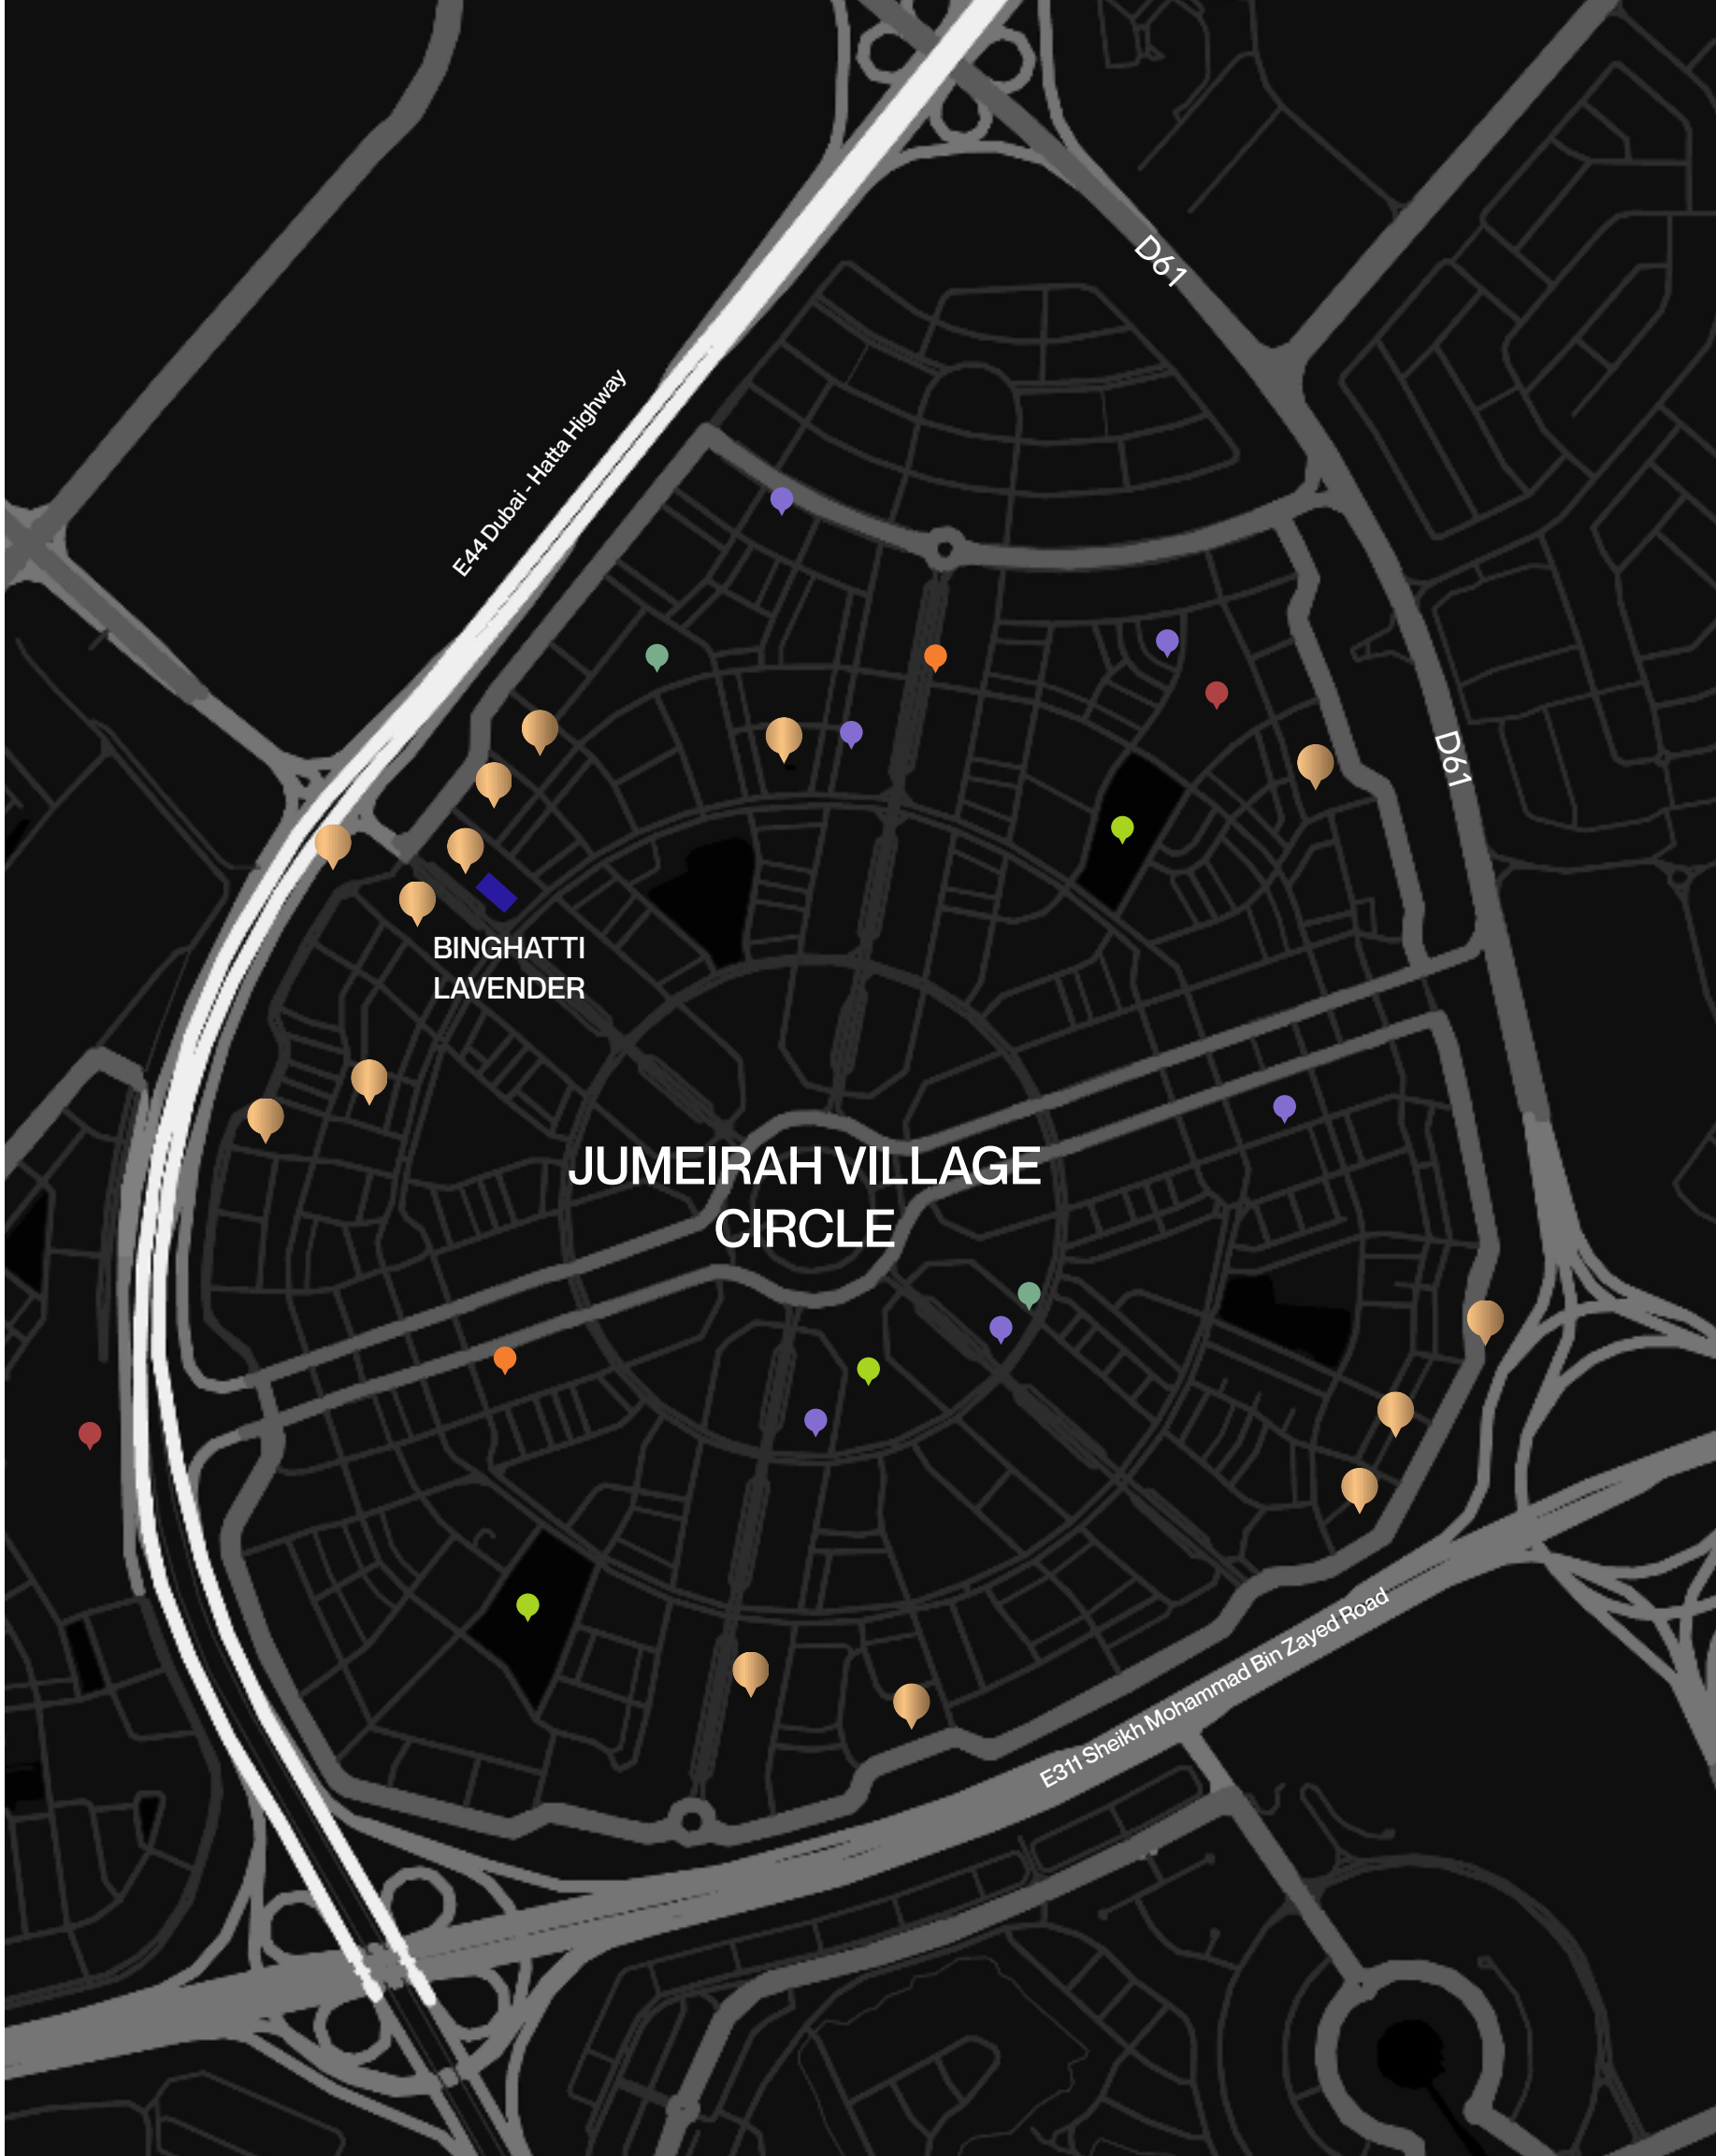 D61
E44 Dubai - Hatta Highway
D61
BINGHATTI
LAVENDER
JUMEIRAH VILLAGE
CIRCLE
E311 Sheikh Mohammad Bin Zayed Road